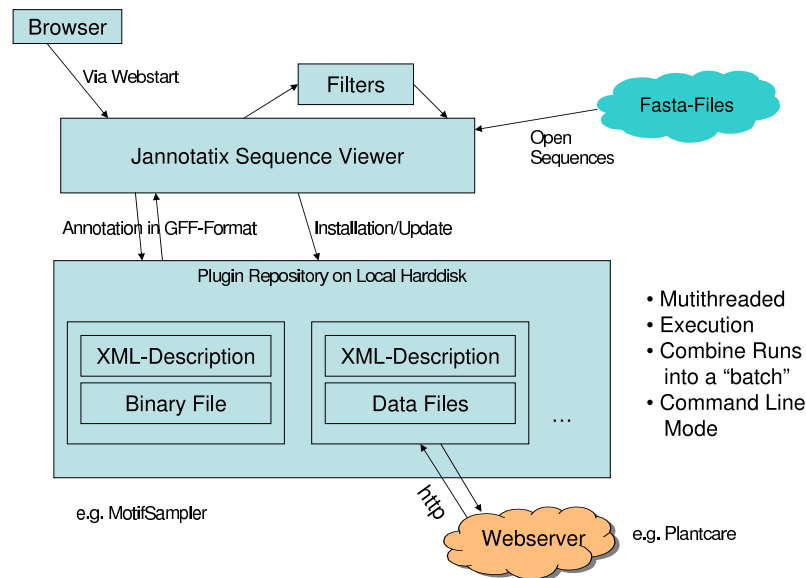 Browser
Via Webstart
Filters
Fasta-Files
Jannotatix Sequence Viewer
Open
Sequences
Annotation in GFF-Format
Installation/Update
Plugin Repository on Local Harddisk
XML-Description
Binary File
XML-Description
Data Files
...
• Mutithreaded
• Execution
• Combine Runs
into a “batch”
• Command Line
Mode
http
e.g. MotifSampler
Webserver
e.g. Plantcare